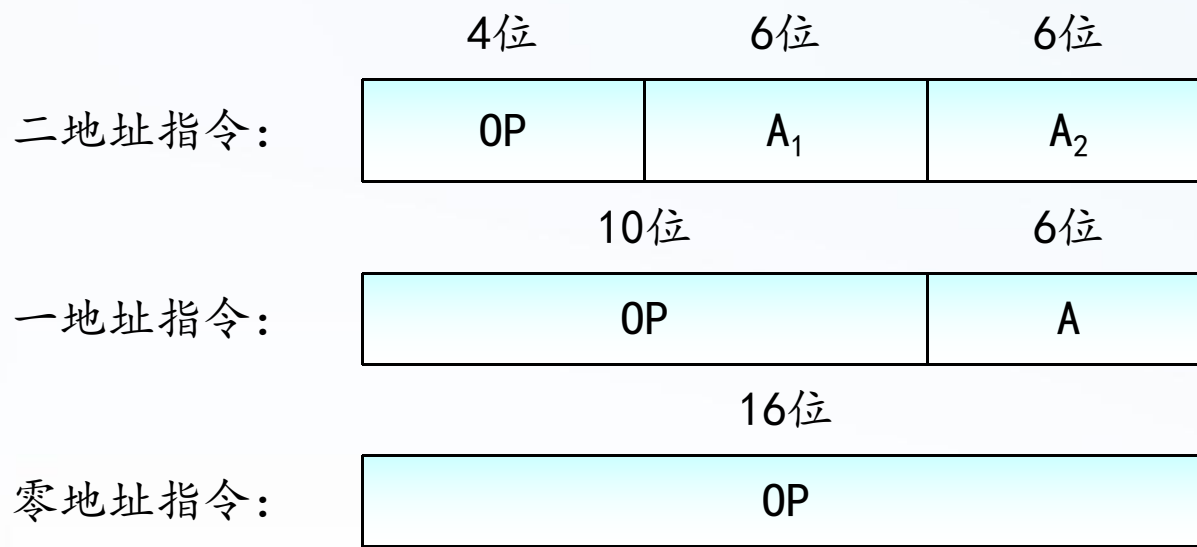 4位 6位 6位
二地址指令： OP A₁ A₂
10位 6位
一地址指令： OP A
16位
零地址指令： OP